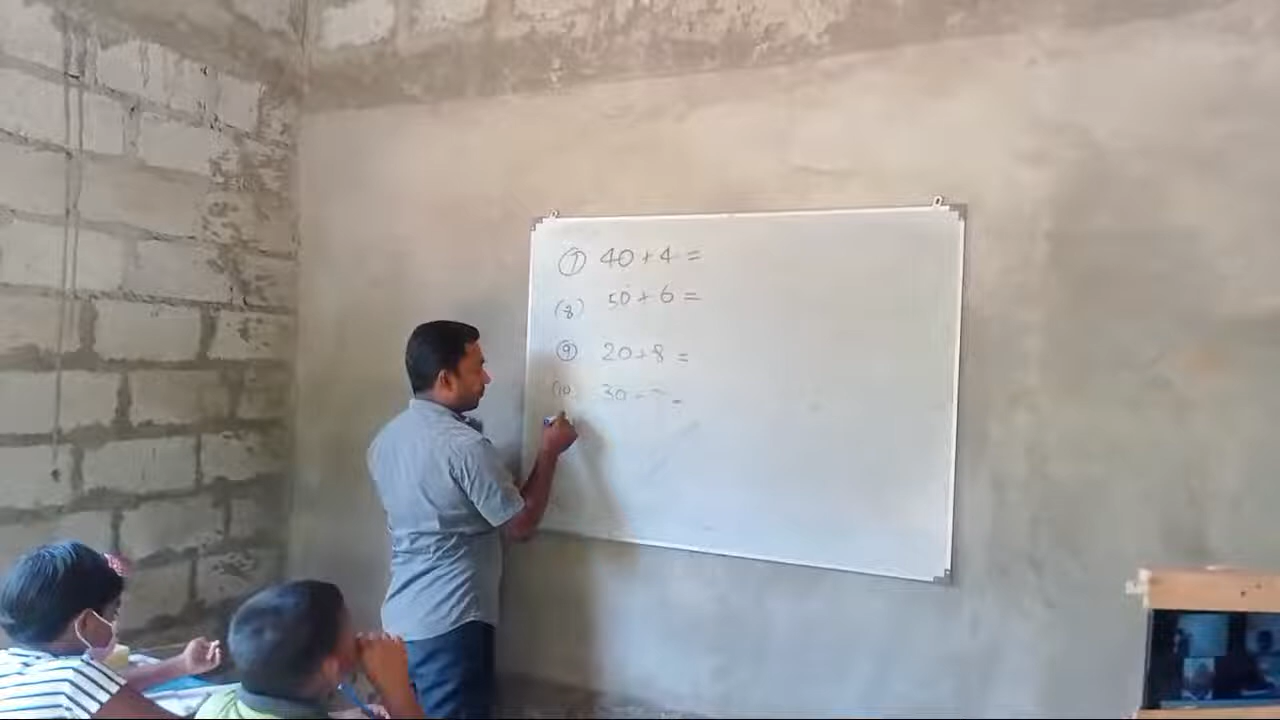 ⑦ 40 + 4 =
(8) 50 + 6 =
⑨ 20 + 8 =
(10) 30 =